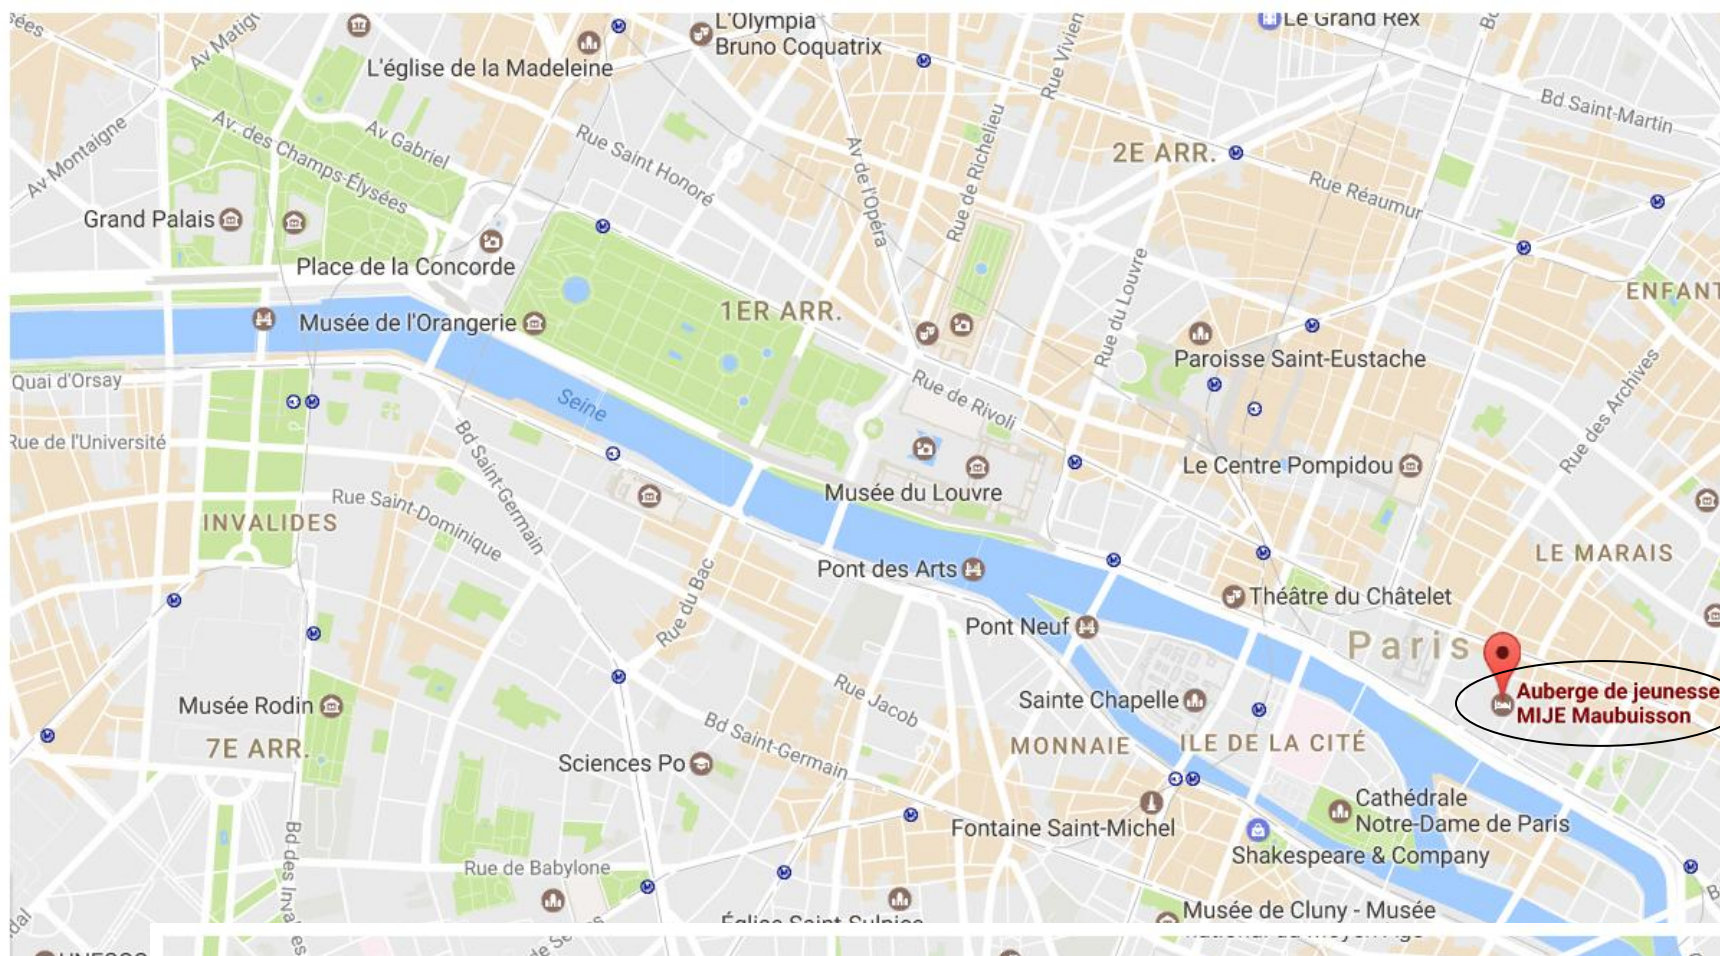 L'Olympia
Bruno Coquatrix
Le Grand Rex
L'église de la Madeleine
Rue Vivien
Bd Saint-Martin
Av Montaigne
Av. des Champs-Élysées
Av Gabriel
Rue Saint Honoré
Av de l'Opéra
Rue de Richelieu
2E ARR.
Rue Réaumur
Grand Palais
Place de la Concorde
Rue du Louvre
ENFANT
Musée de l'Orangerie
1ER ARR.
Paroisse Saint-Eustache
Quai d'Orsay
Seine
Rue de Rivoli
Rue des Archives
Rue de l'Université
Bd Saint-Germain
Le Centre Pompidou
Rue Saint-Dominique
Musée du Louvre
INVALIDES
LE MARAIS
Pont des Arts
Rue du Bac
Théâtre du Châtelet
Pont Neuf
Paris
Rue Jacob
Auberge de jeunesse
MIJE Maubuisson
Musée Rodin
Sainte Chapelle
7E ARR.
Bd Saint-Germain
MONNAIE
ILE DE LA CITÉ
Sciences Po
Cathédrale
Notre-Dame de Paris
Fontaine Saint-Michel
Shakespeare & Company
Bd des Inva
Rue de Babylone
Église Saint Sulpice
Musée de Cluny - Musée